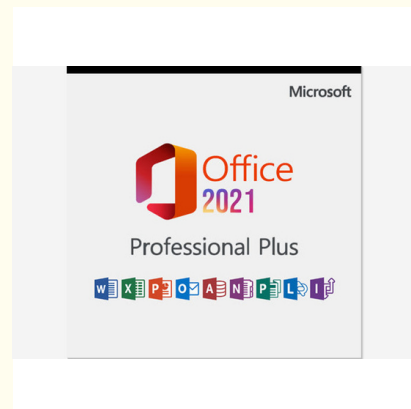 Microsoft
Office
2021
Professional Plus
W X P O A N P L I